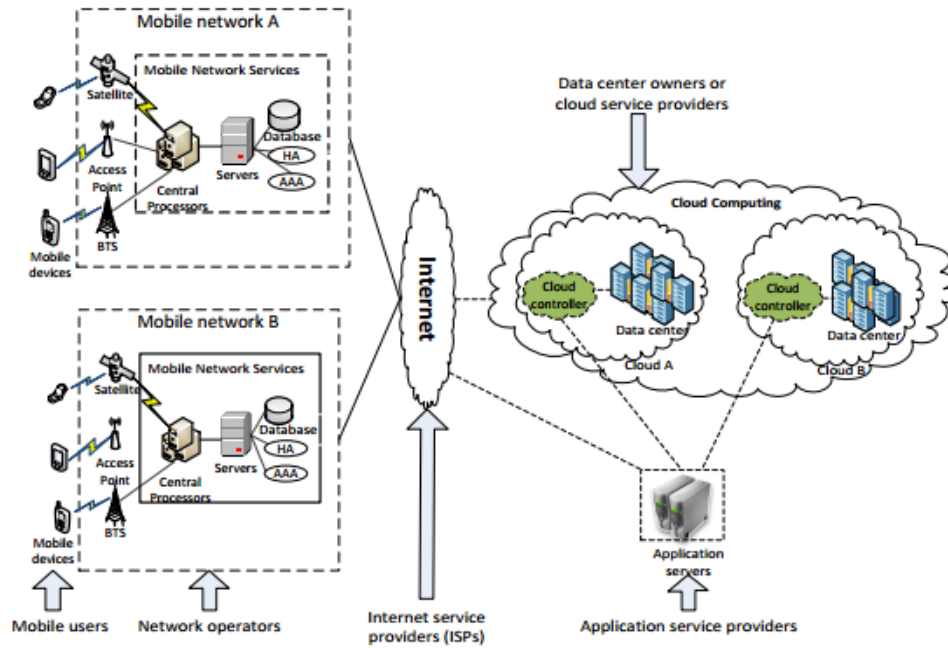 Mobile network A
Mobile Network Services
Satellite
Database
HA
AAA
Access
Point
Servers
Central
Processors
BTS
Mobile
devices
Mobile network B
Mobile Network Services
Satellite
Database
HA
AAA
Access
Point
Servers
Central
Processors
BTS
Mobile
devices
Mobile users
Network operators
Internet
Internet service
providers (ISPs)
Data center owners or
cloud service providers
Cloud Computing
Cloud
controller
Data center
Cloud A
Cloud
controller
Data center
Cloud B
Application
servers
Application service providers